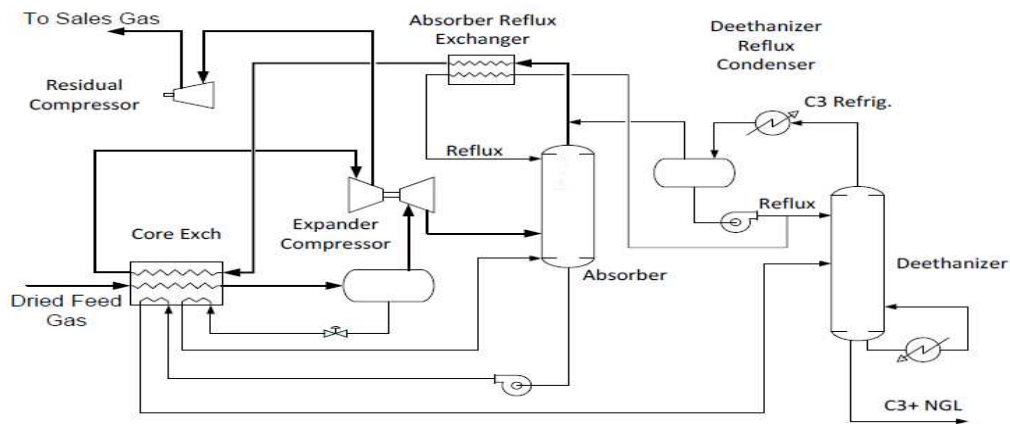 To Sales Gas
Residual
Compressor
Absorber Reflux
Exchanger
Deethanizer
Reflux
Condenser
C3 Refrig.
Reflux
Reflux
Core Exch
Expander
Compressor
Absorber
Deethanizer
Dried Feed
Gas
C3+ NGL